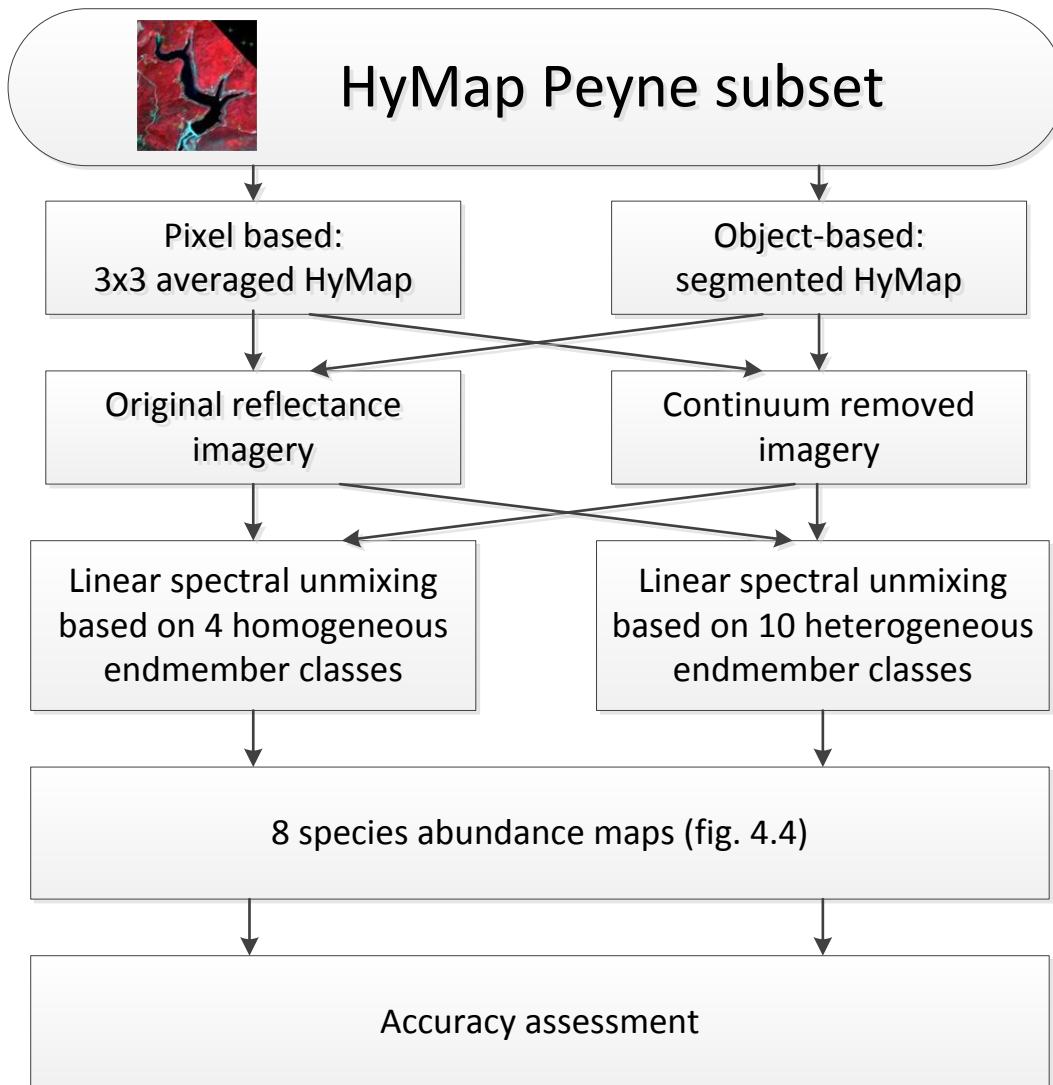 HyMap Peyne subset
Pixel based:
3x3 averaged HyMap
Object-based:
segmented HyMap
Original reflectance
imagery
Continuum removed
imagery
Linear spectral unmixing
based on 4 homogeneous
endmember classes
Linear spectral unmixing
based on 10 heterogeneous
endmember classes
8 species abundance maps (fig. 4.4)
Accuracy assessment